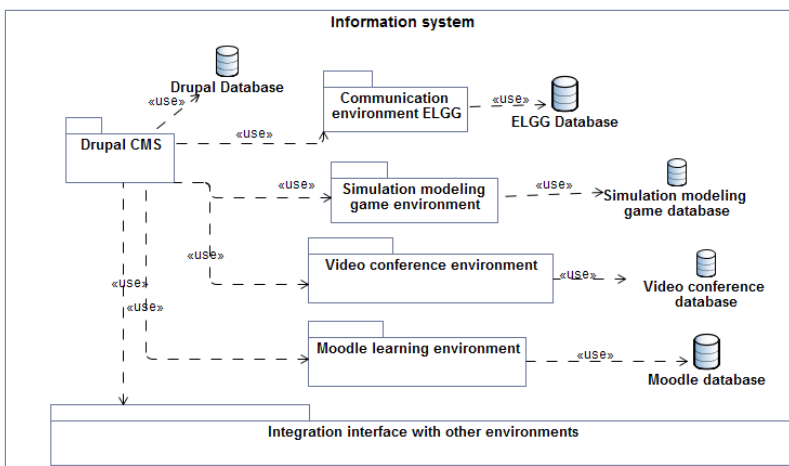 Information system
Drupal Database
«use»
Communication
environment ELGG
«use»
ELGG Database
Drupal CMS
«use»
Simulation modeling
game environment
«use»
«use»
Simulation modeling
game database
Video conference environment
«use»
«use»
Video conference
database
«use»
«use»
Moodle learning environment
«use»
Moodle database
Integration interface with other environments